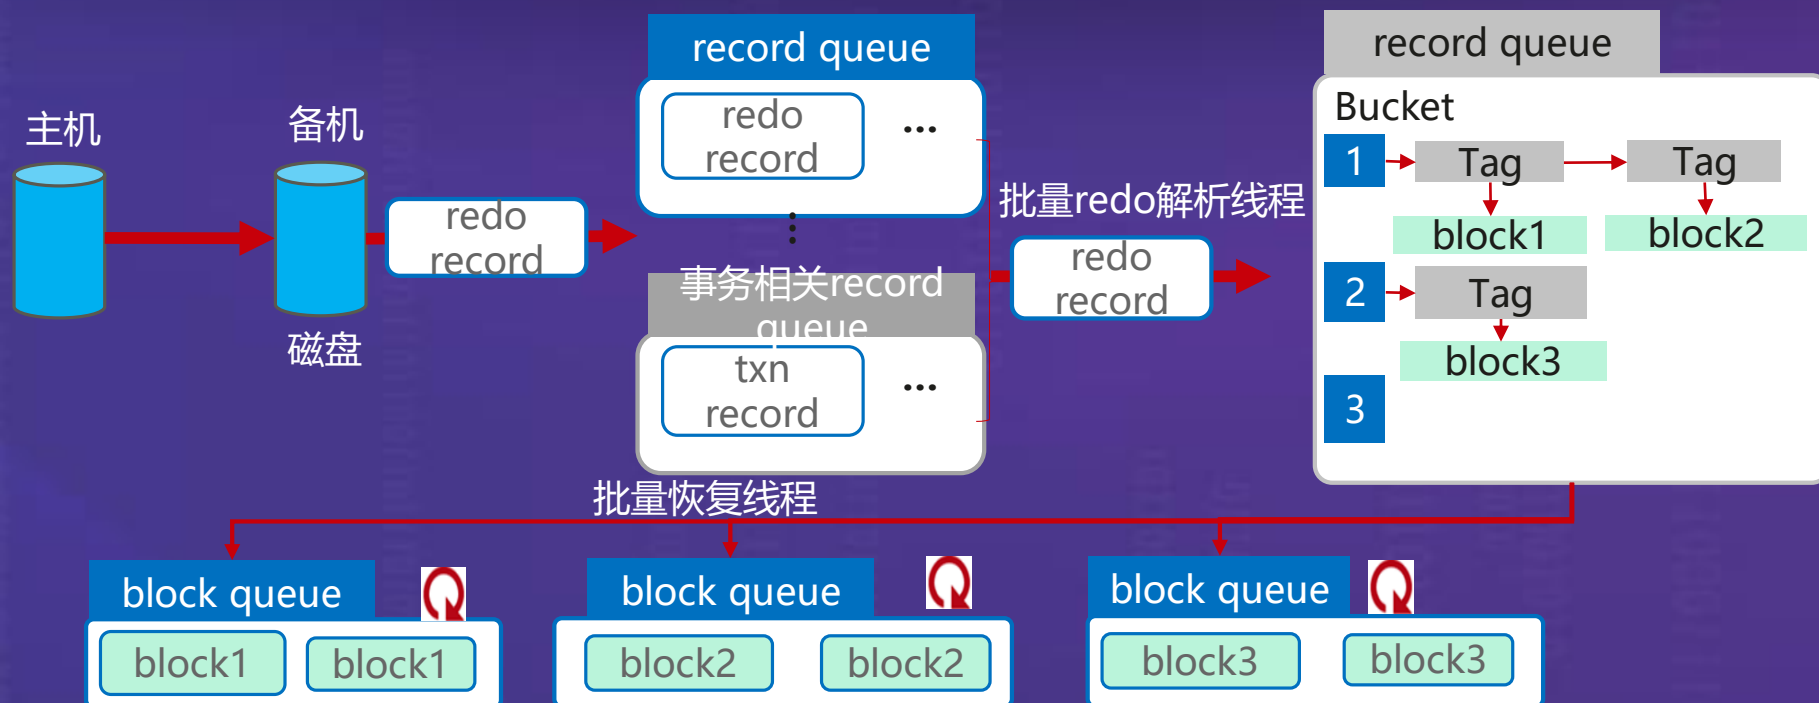 主机
备机
磁盘
redo
record
record queue
redo
record
...
⋮
事务相关record
queue
txn
record
...
批量redo解析线程
redo
record
record queue
Bucket
1
Tag
Tag
block1
block2
2
Tag
block3
3
批量恢复线程
block queue
block1
block1
block queue
block2
block2
block queue
block3
block3